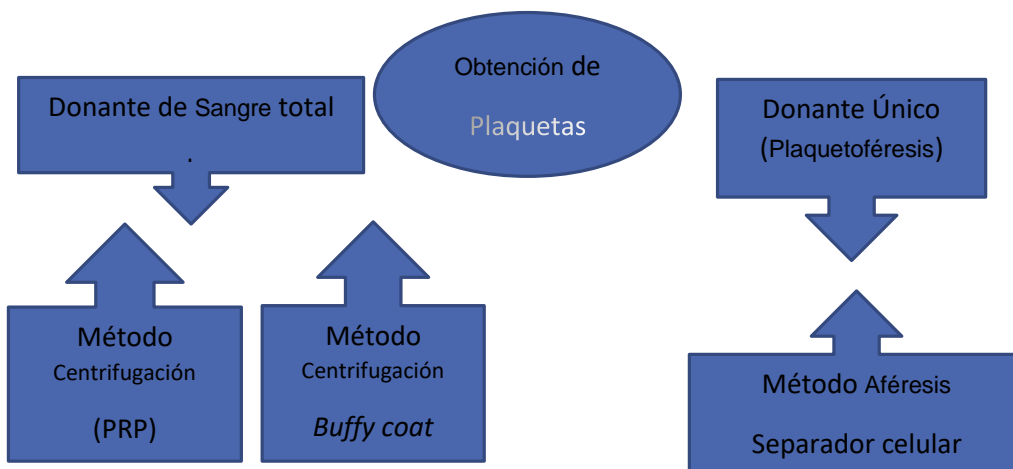 Obtención de
Plaquetas
Donante de Sangre total
.
Donante Único
(Plaquetoféresis)
Método
Centrifugación
(PRP)
Método
Centrifugación
Buffy coat
Método Aféresis
Separador celular